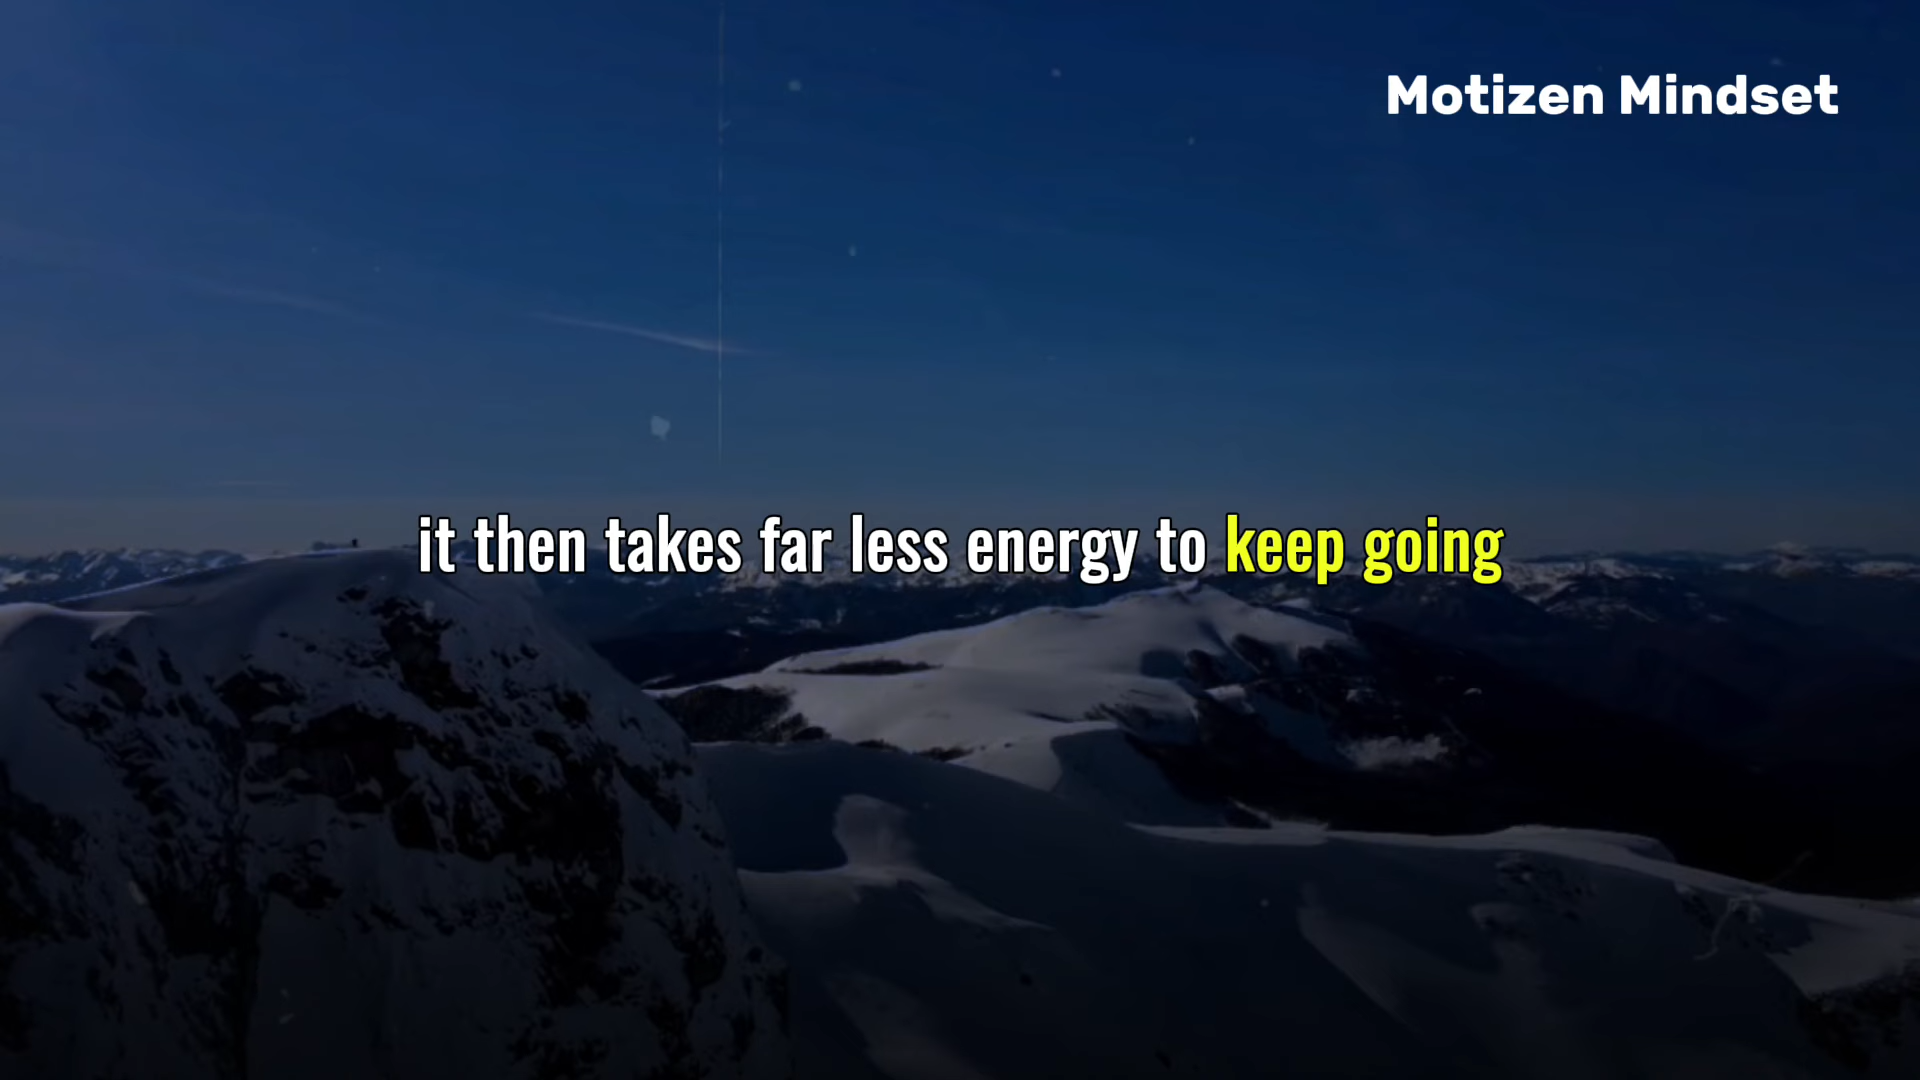 Motizen Mindset
it then takes far less energy to keep going